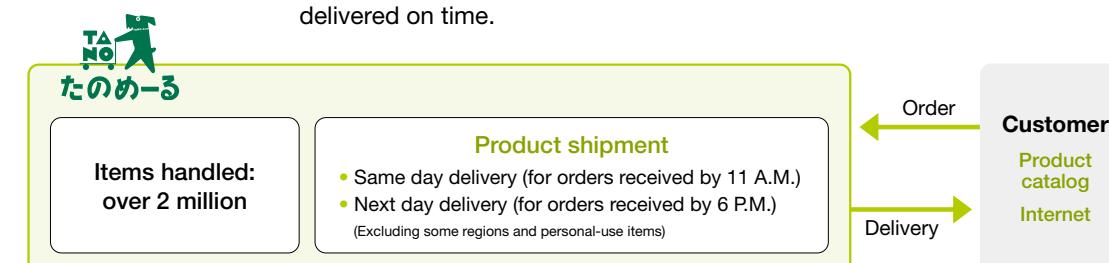 delivered on time.
TA
NO
たのめーる
Items handled:
over 2 million
Product shipment
• Same day delivery (for orders received by 11 A.M.)
• Next day delivery (for orders received by 6 P.M.)
(Excluding some regions and personal-use items)
Order
Delivery
Customer
Product
catalog
Internet